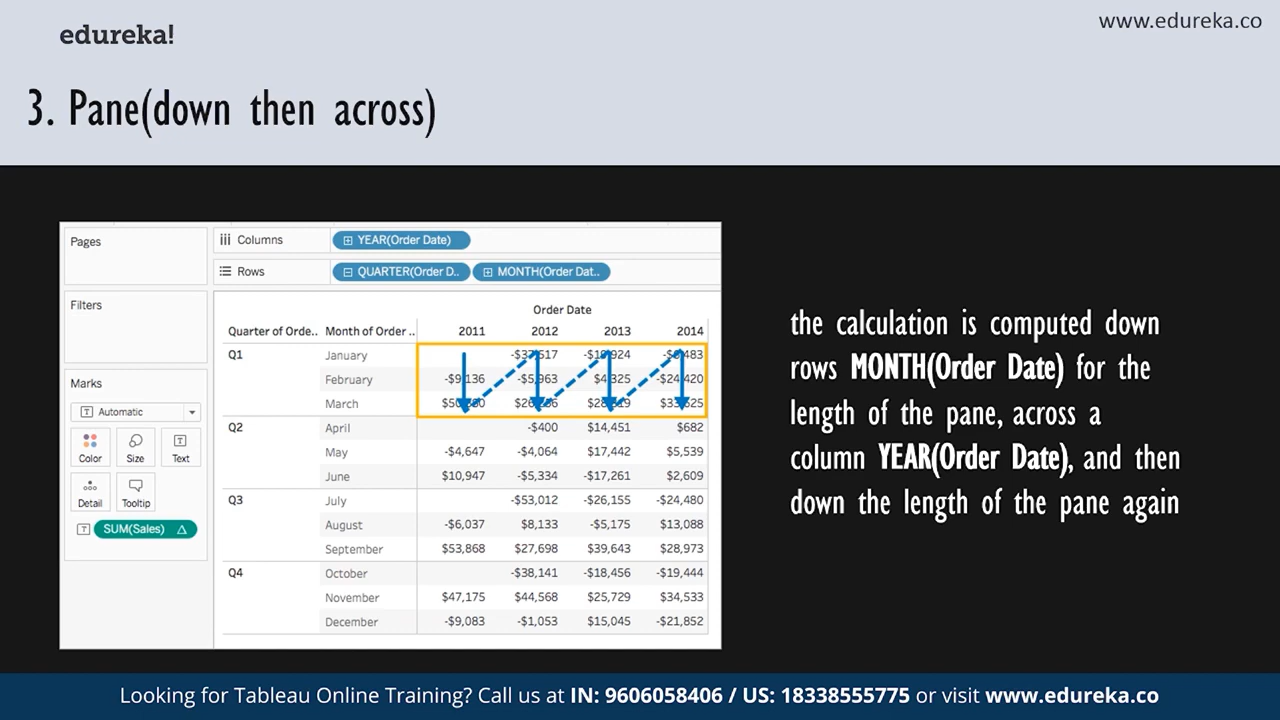 edureka!
www.edureka.co
3. Pane(down then across)
Pages
Columns
YEAR(Order Date)
Rows
QUARTER(Order D..
MONTH(Order Dat..
Filters
Order Date
Quarter of Orde.. Month of Order .. 2011 2012 2013 2014
Q1 January
February
March
Q2 April -$400 $14,451 $682
May -$4,647 -$4,064 $17,442 $5,539
June $10,947 -$5,334 -$17,261 $2,609
Q3 July -$53,012 -$26,155 -$24,480
August -$6,037 $8,133 -$5,175 $13,088
September $53,868 $27,698 $39,643 $28,973
Q4 October -$38,141 -$18,456 -$19,444
November $47,175 $44,568 $25,729 $34,533
December -$9,083 -$1,053 $15,045 -$21,852
Marks
T Automatic
Color Size Text
Detail Tooltip
SUM(Sales)
the calculation is computed down
rows MONTH(Order Date) for the
length of the pane, across a
column YEAR(Order Date), and then
down the length of the pane again
Looking for Tableau Online Training? Call us at IN: 9606058406 / US: 18338555775 or visit www.edureka.co